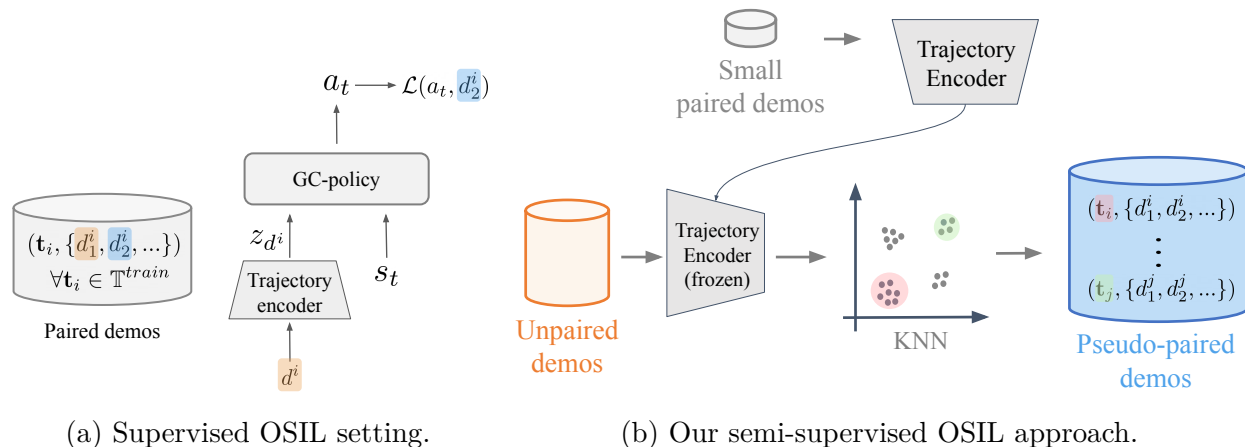 a_t → ℒ(a_t, d_2^i)
GC-policy
z_{d^i}
s_t
Trajectory
encoder
d^i
(t_i, {d_1^i, d_2^i, ...})
∀t_i ∈ 𝕋^{train}
Paired demos
(a) Supervised OSIL setting.
Small
paired demos
Trajectory
Encoder
Unpaired
demos
Trajectory
Encoder
(frozen)
KNN
(t_i, {d_1^i, d_2^i, ...})
(t_j, {d_1^j, d_2^j, ...})
Pseudo-paired
demos
(b) Our semi-supervised OSIL approach.